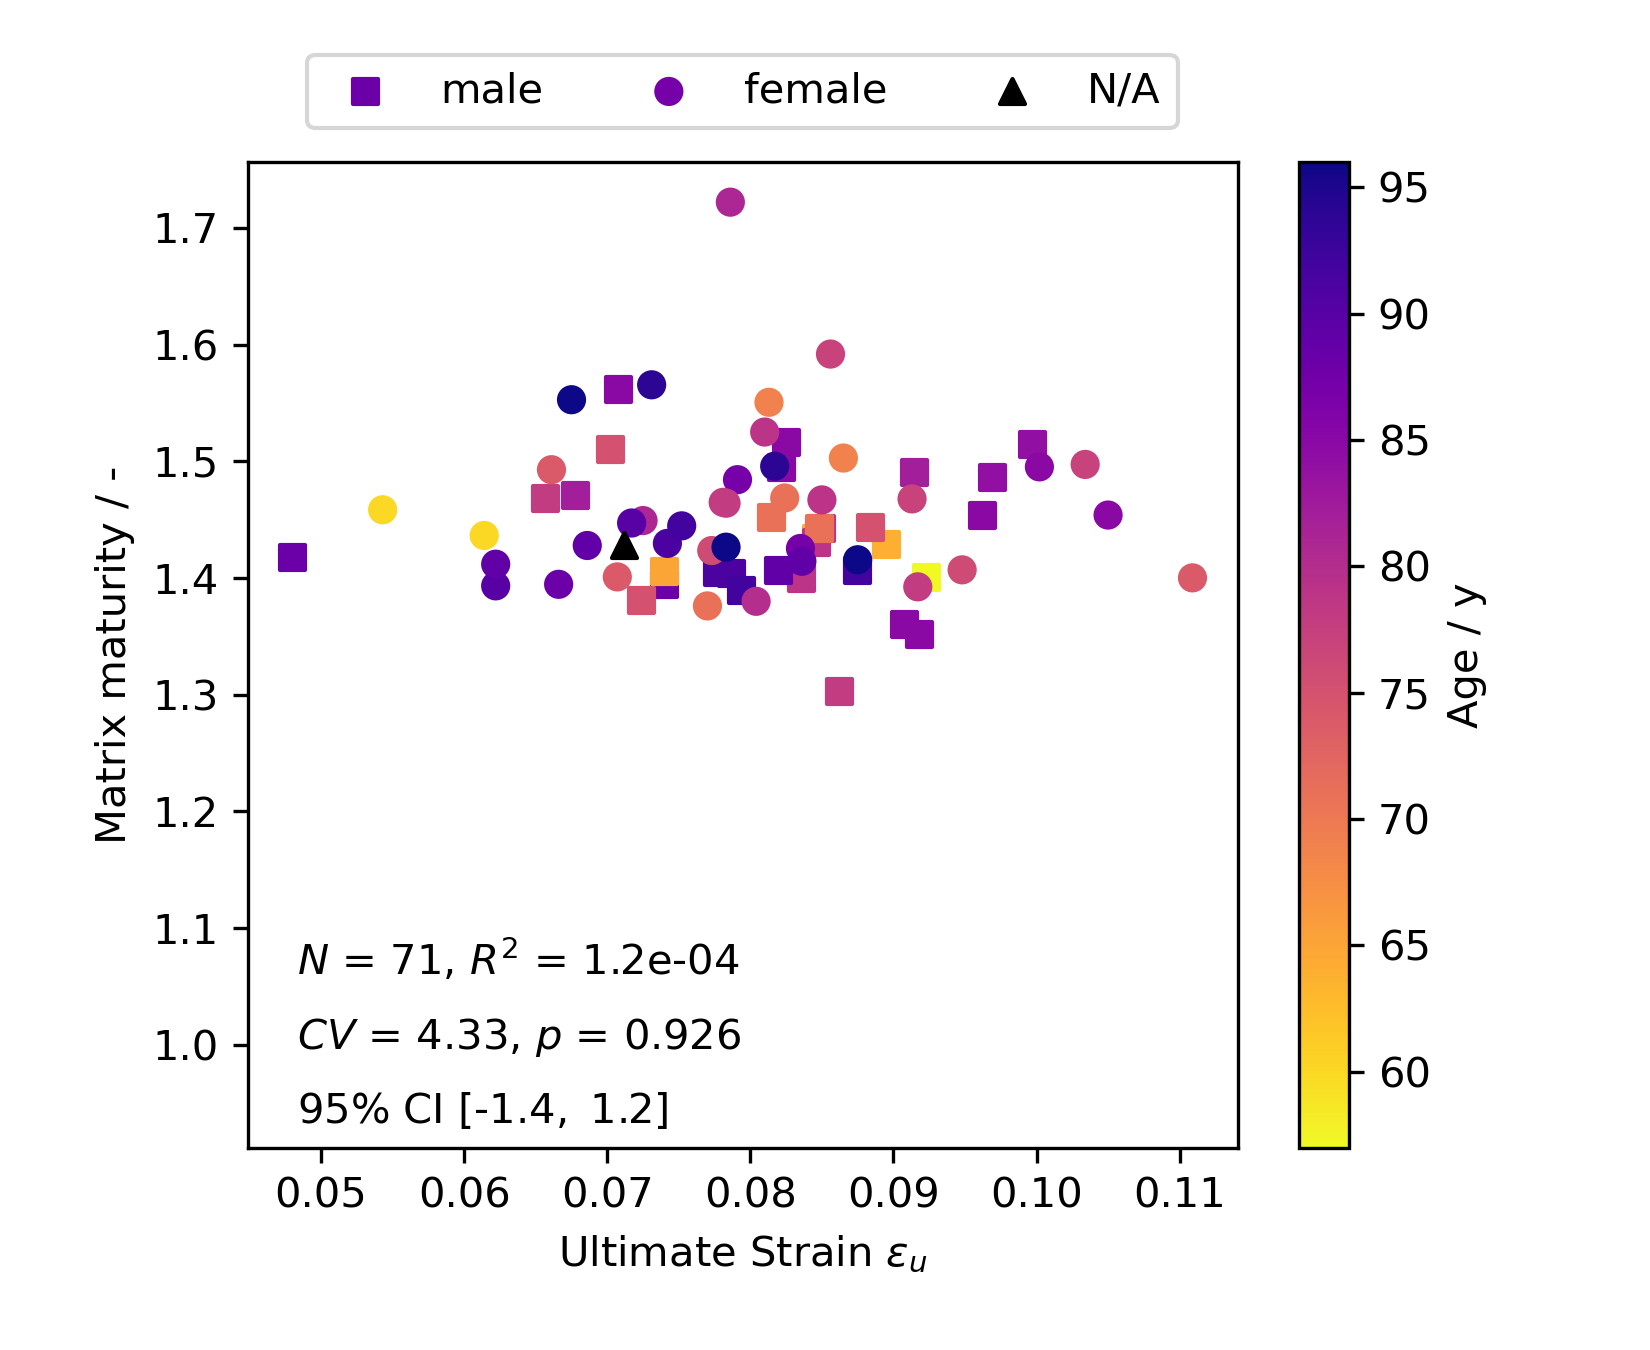 male female N/A
1.7
1.6
1.5
1.4
1.3
1.2
1.1
1.0
Matrix maturity / -
N = 71, R² = 1.2e-04
CV = 4.33, p = 0.926
95% CI [-1.4, 1.2]
0.05 0.06 0.07 0.08 0.09 0.10 0.11
Ultimate Strain εᵤ
95
90
85
80
75
70
65
60
Age / y